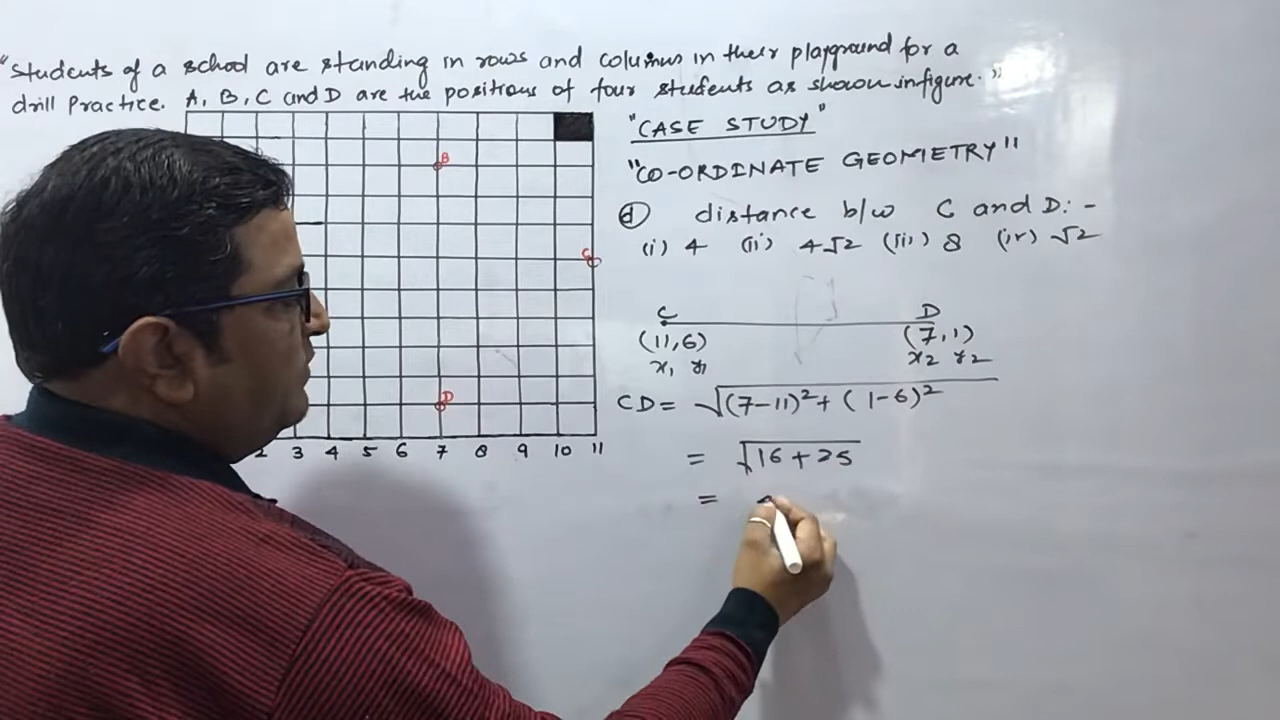 "Students of a school are standing in rows and columns in their playground for a
drill Practice. A, B, C and D are the positions of four students as shown in figure."
"CASE STUDY"
"CO-ORDINATE GEOMETRY"
B
C
D
2 3 4 5 6 7 8 9 10 11
(d) distance b/w C and D:-
(i) 4 (ii) 4√2 (iii) 8 (iv) √2
C D
(11,6) (7,1)
x₁ y₁ x₂ y₂
CD = √(7-11)²+(1-6)²
= √16+25
=